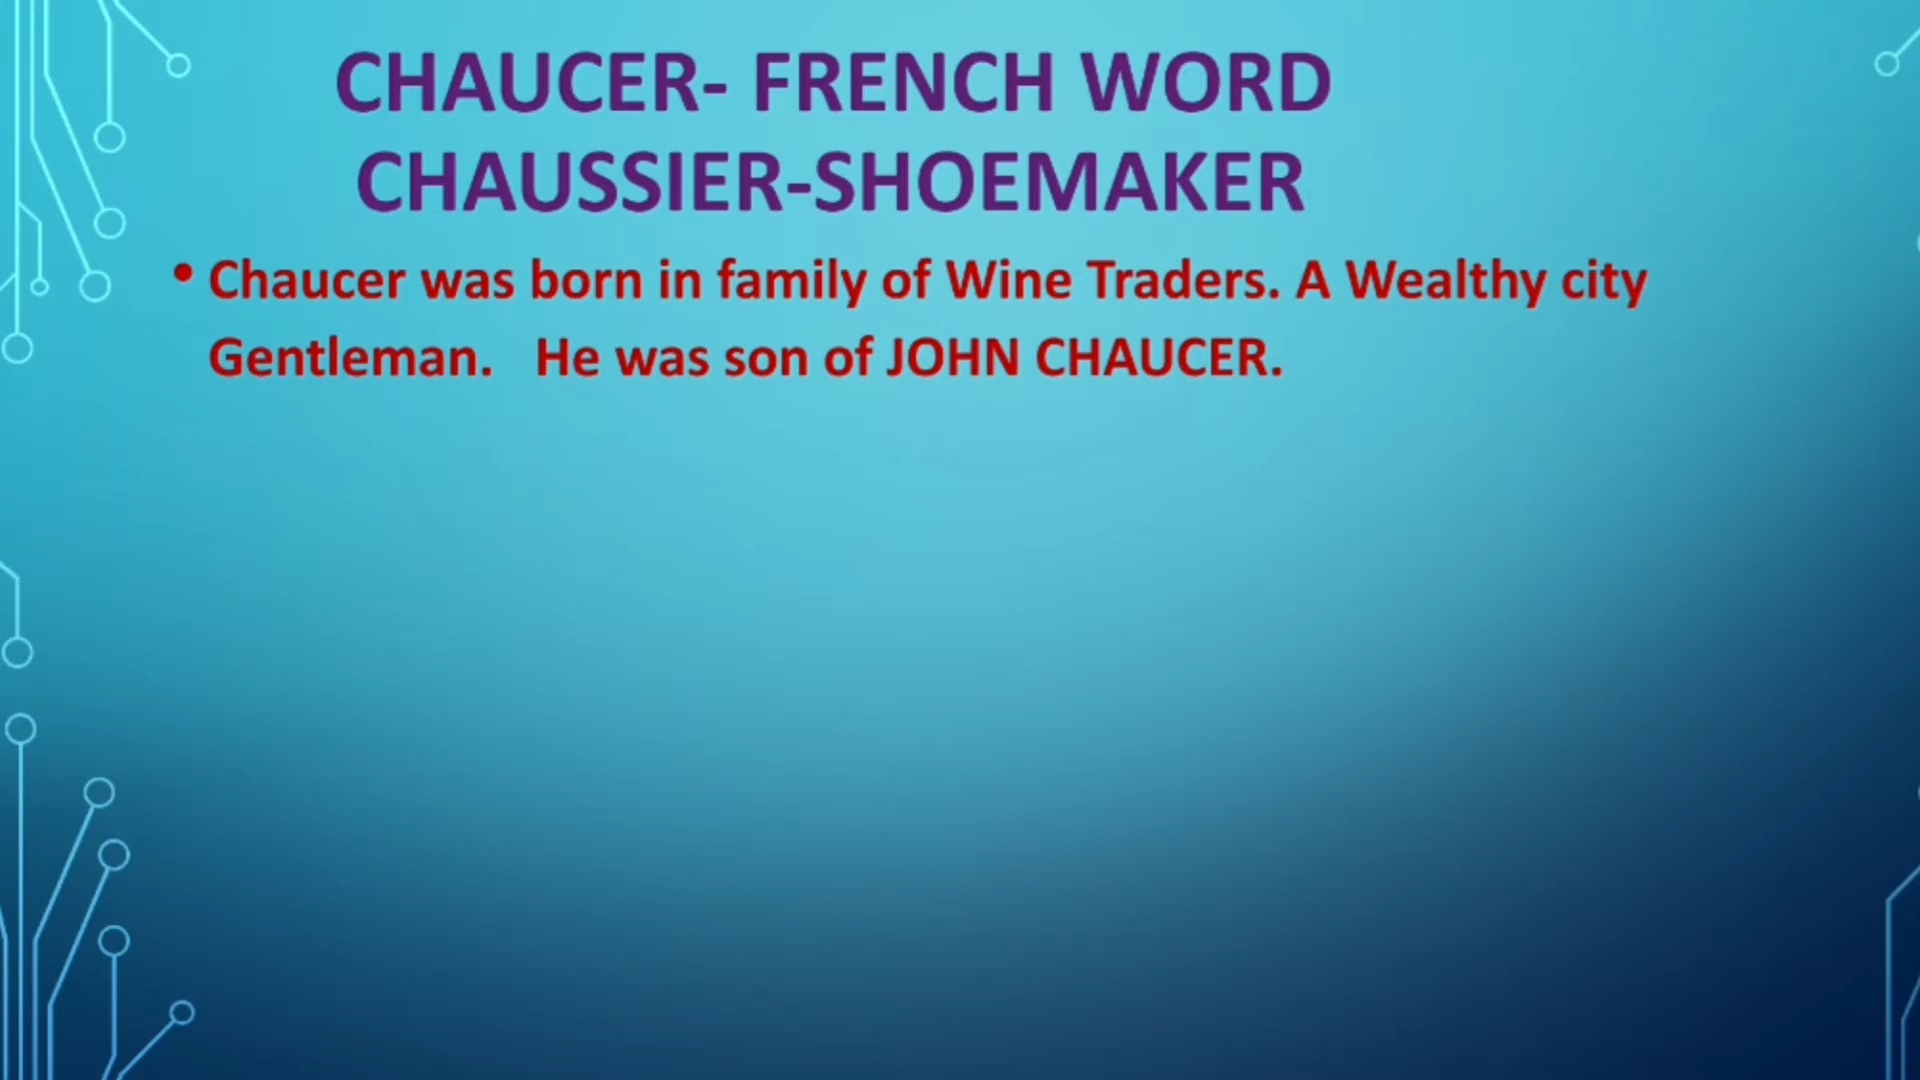 CHAUCER- FRENCH WORD
CHAUSSIER-SHOEMAKER
• Chaucer was born in family of Wine Traders. A Wealthy city
Gentleman.   He was son of JOHN CHAUCER.